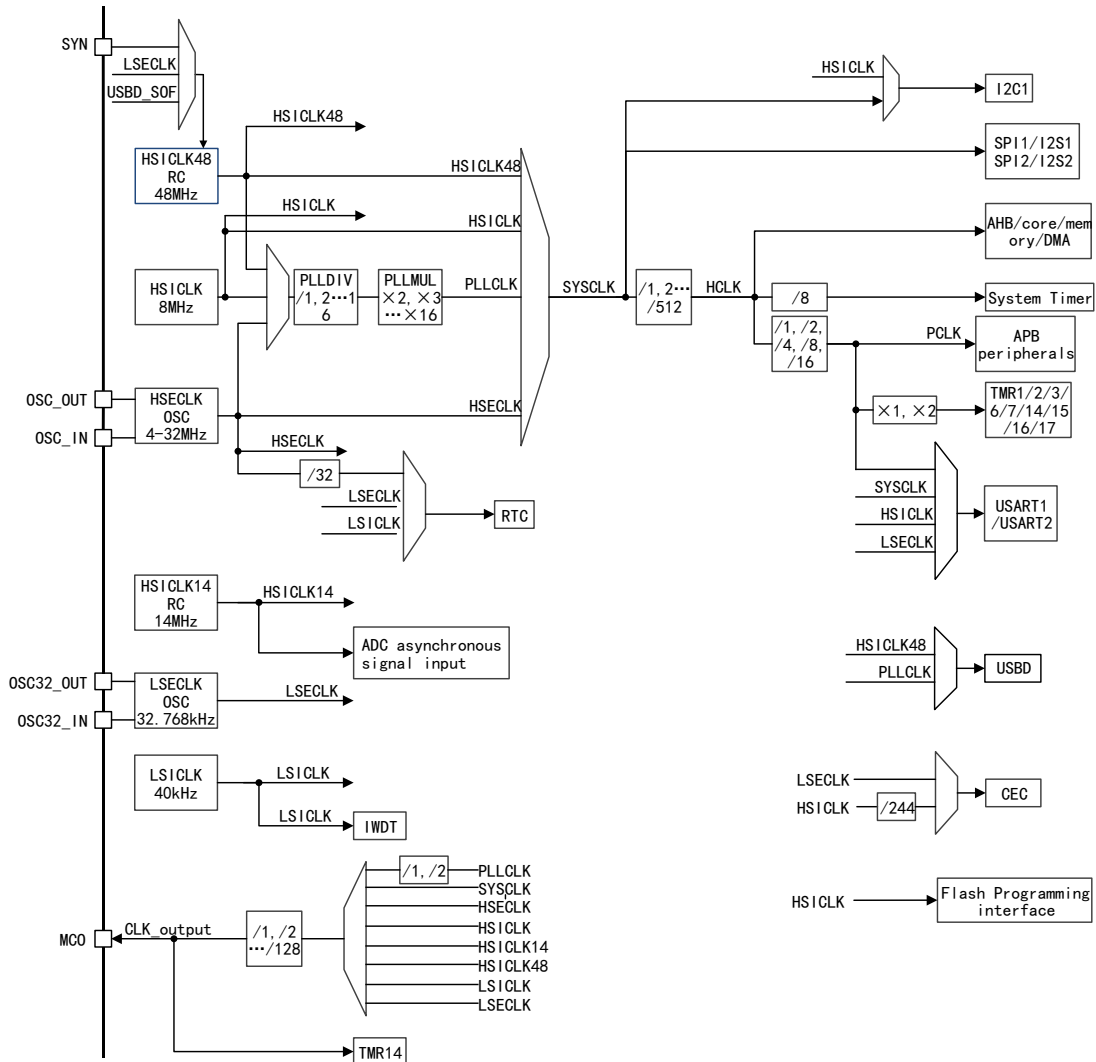 SYN
LSECLK
USBD_SOF
HSICLK48
RC
48MHz
HSICLK48
HSICLK48
HSICLK
HSICLK
HSICLK
8MHz
PLLDIV
/1, 2…1
6
PLLMUL
×2, ×3
…×16
PLLCLK
SYSCLK
/1, 2…
/512
HCLK
HSICLK
I2C1
SPI1/I2S1
SPI2/I2S2
AHB/core/mem
ory/DMA
/8
System Timer
/1, /2,
/4, /8,
/16
PCLK
APB
peripherals
×1, ×2
TMR1/2/3/
6/7/14/15
/16/17
OSC_OUT
OSC_IN
HSECLK
OSC
4-32MHz
HSECLK
HSECLK
/32
LSECLK
LSICLK
RTC
SYSCLK
HSICLK
LSECLK
USART1
/USART2
HSICLK14
RC
14MHz
HSICLK14
ADC asynchronous
signal input
HSICLK48
PLLCLK
USBD
OSC32_OUT
OSC32_IN
LSECLK
OSC
32.768kHz
LSECLK
LSICLK
40kHz
LSICLK
LSICLK
IWDT
LSECLK
HSICLK
/244
CEC
HSICLK
Flash Programming
interface
MCO
CLK_output
/1, /2
…/128
/1, /2
PLLCLK
SYSCLK
HSECLK
HSICLK
HSICLK14
HSICLK48
LSICLK
LSECLK
TMR14